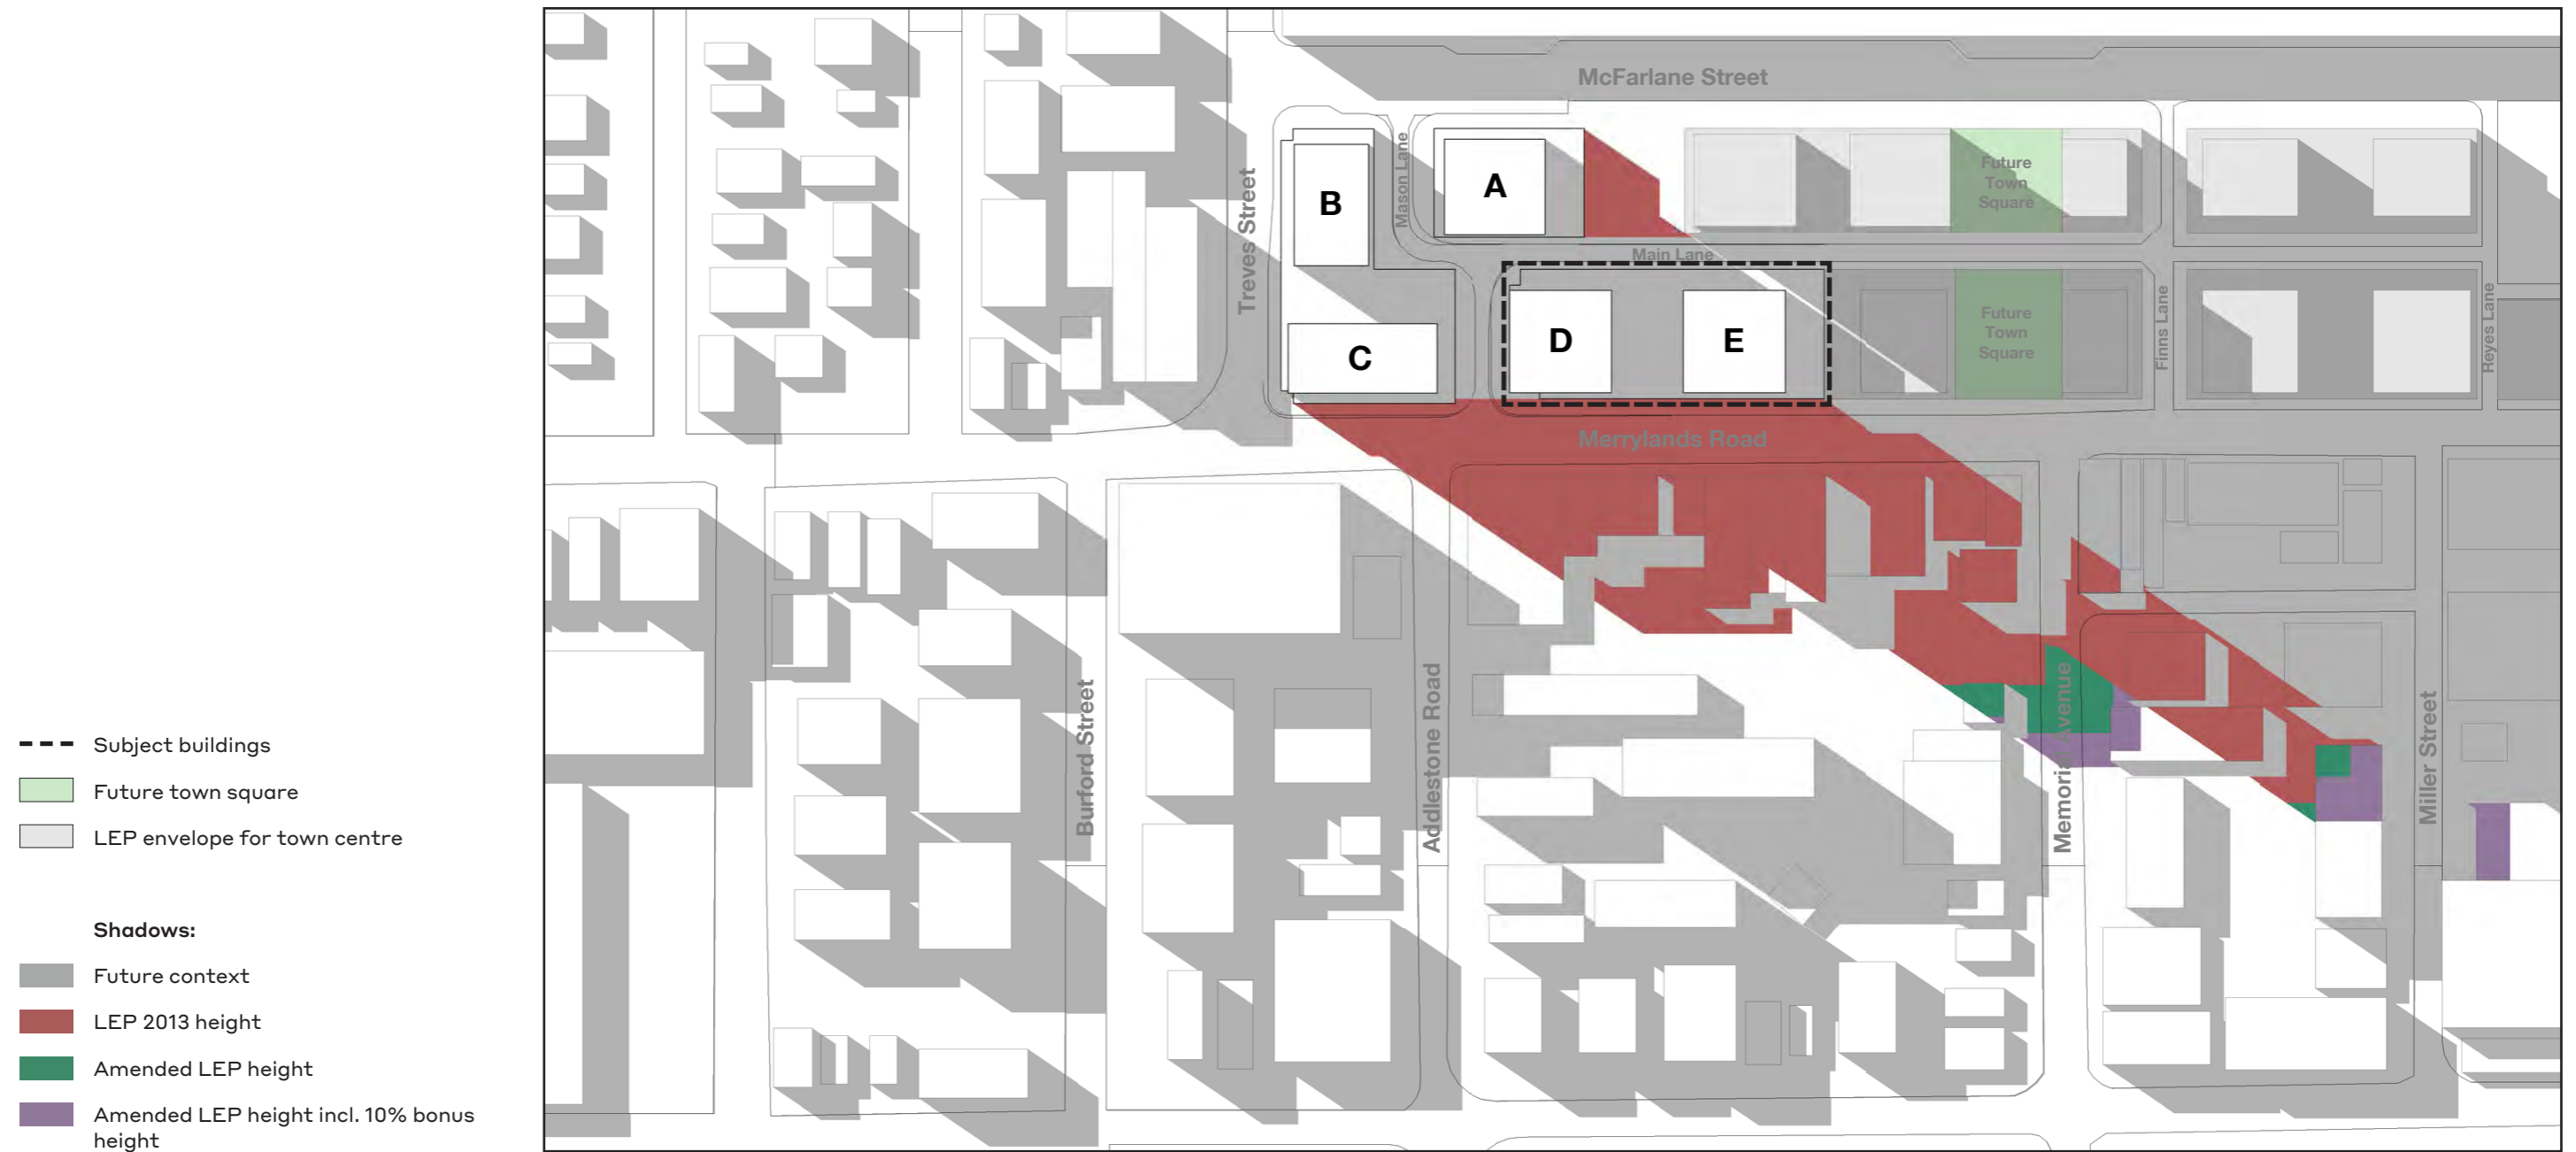 Subject buildings
Future town square
LEP envelope for town centre
Shadows:
Future context
LEP 2013 height
Amended LEP height
Amended LEP height incl. 10% bonus
height
McFarlane Street
Treves Street
Mason Lane
B
A
C
Main Lane
D
E
Future
Town
Square
Future
Town
Square
Finns Lane
Reyes Lane
Merrylands Road
Burford Street
Addlestone Road
Memorial Avenue
Miller Street